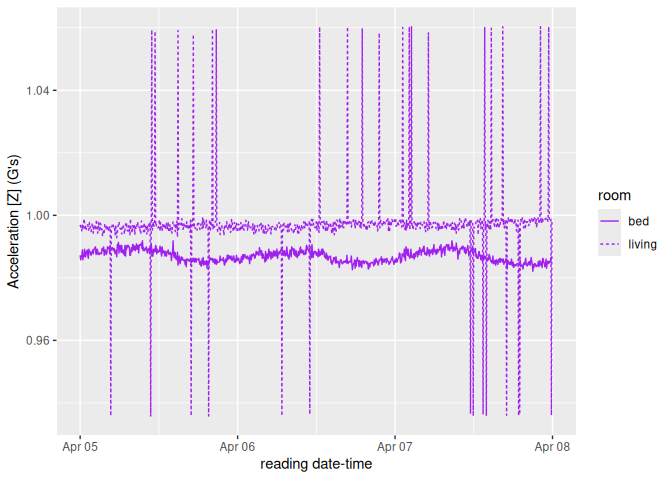 Acceleration [Z] (G's)
1.04
1.00
0.96
Apr 05
Apr 06
Apr 07
Apr 08
reading date-time
room
bed
living